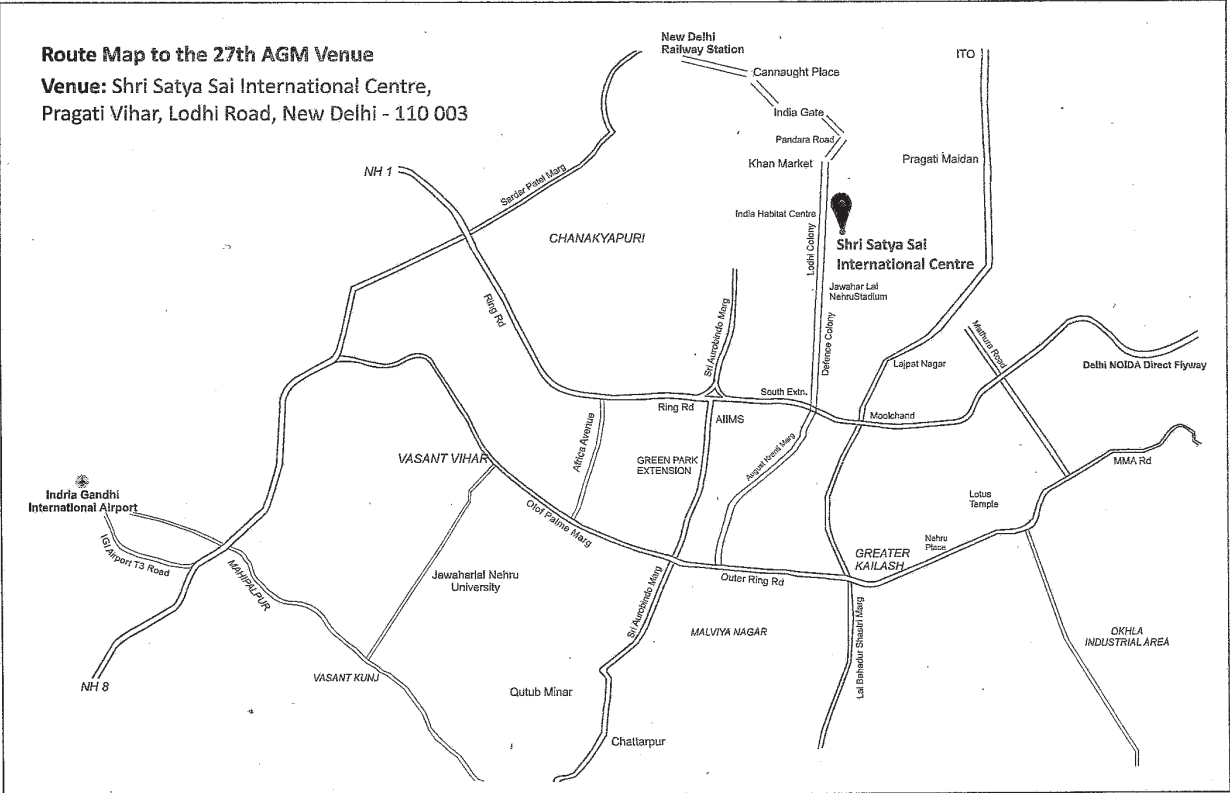 Route Map to the 27th AGM Venue
Venue: Shri Satya Sai International Centre,
Pragati Vihar, Lodhi Road, New Delhi - 110 003
New Delhi
Railway Station
Cannaught Place
India Gate
Pandara Road
Khan Market
ITO
Pragati Maidan
NH 1
Sardar Patel Marg
CHANAKYAPURI
India Habitat Centre
Lodhi Colony
Shri Satya Sai
International Centre
Jawahar Lal
NehruStadium
Ring Rd
Sri Aurobindo Marg
Defence Colony
Mathura Road
Lajpat Nagar
Delhi NOIDA Direct Flyway
South Extn.
Ring Rd
AIIMS
Moolchand
Africa Avenue
VASANT VIHAR
GREEN PARK
EXTENSION
August Kranti Marg
MMA Rd
Indria Gandhi
International Airport
Lotus
Temple
Olof Palme Marg
IGI Airport T3 Road
MAHIPALPUR
Nehru
Place
GREATER
KAILASH
Jawaharlal Nehru
University
Outer Ring Rd
Sri Aurobindo Marg
MALVIYA NAGAR
Lal Bahadur Shastri Marg
OKHLA
INDUSTRIAL AREA
VASANT KUNJ
NH 8
Qutub Minar
Chattarpur